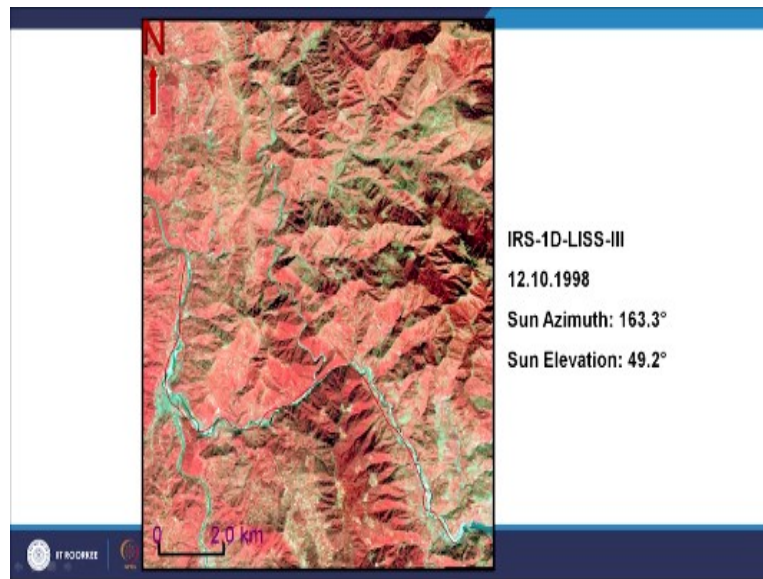 N
IRS-1D-LISS-III
12.10.1998
Sun Azimuth: 163.3°
Sun Elevation: 49.2°
0 2.0 km
IIT ROORKEE